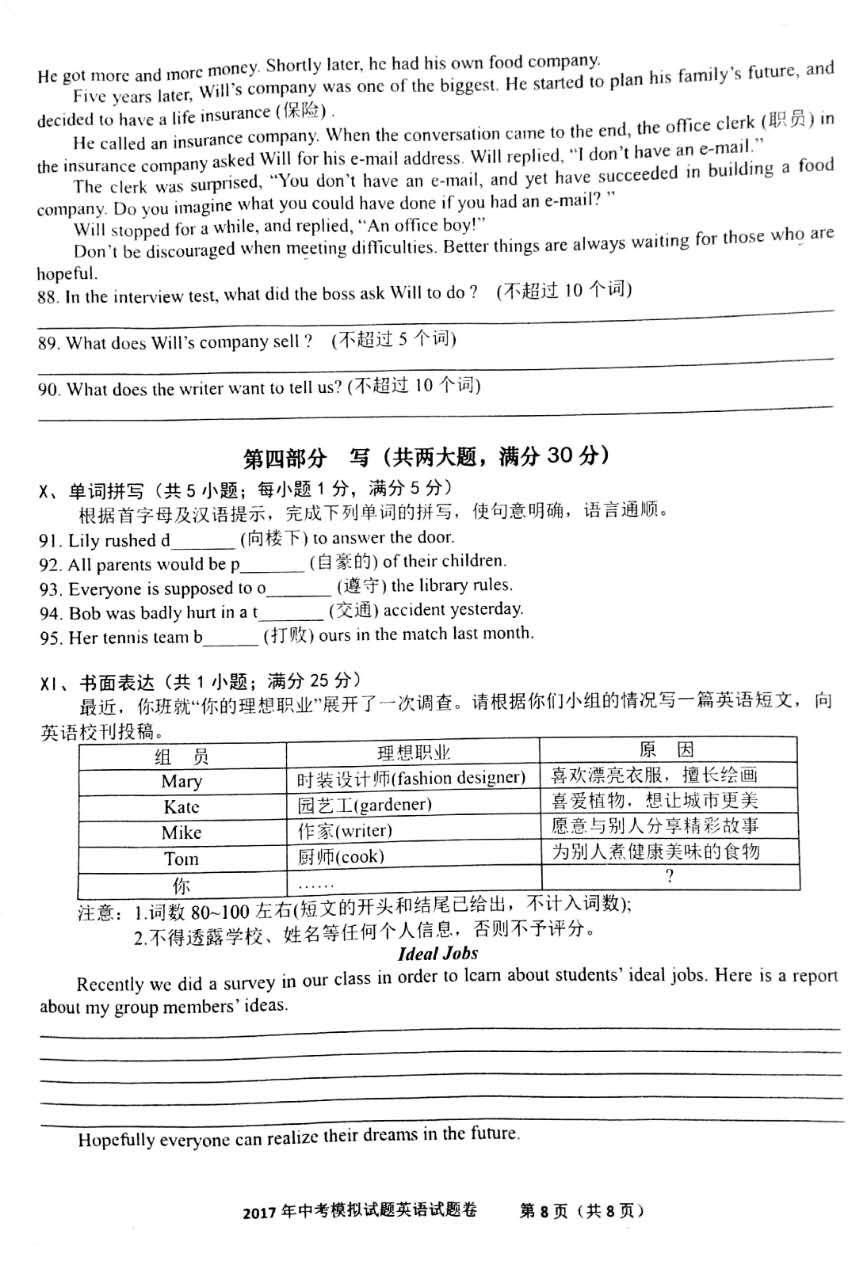 He got more and more money. Shortly later, he had his own food company.
Five years later, Will's company was one of the biggest. He started to plan his family's future, and
decided to have a life insurance (保险) .
He called an insurance company. When the conversation came to the end, the office clerk (职员) in
the insurance company asked Will for his e-mail address. Will replied, “I don't have an e-mail.”
The clerk was surprised, “You don't have an e-mail, and yet have succeeded in building a food
company. Do you imagine what you could have done if you had an e-mail? ”
Will stopped for a while, and replied, “An office boy!”
Don't be discouraged when meeting difficulties. Better things are always waiting for those who are
hopeful.
88. In the interview test, what did the boss ask Will to do ? (不超过 10 个词)
89. What does Will's company sell ? (不超过 5 个词)
90. What does the writer want to tell us? (不超过 10 个词)
第四部分 写（共两大题，满分 30 分）
X、单词拼写（共 5 小题；每小题 1 分，满分 5 分）
根据首字母及汉语提示，完成下列单词的拼写，使句意明确，语言通顺。
91. Lily rushed d_______ (向楼下) to answer the door.
92. All parents would be p_______ (自豪的) of their children.
93. Everyone is supposed to o_______ (遵守) the library rules.
94. Bob was badly hurt in a t_______ (交通) accident yesterday.
95. Her tennis team b______ (打败) ours in the match last month.
XI、书面表达（共 1 小题；满分 25 分）
最近，你班就“你的理想职业”展开了一次调查。请根据你们小组的情况写一篇英语短文，向
英语校刊投稿。
组 员 理想职业 原 因
Mary 时装设计师(fashion designer) 喜欢漂亮衣服，擅长绘画
Kate 园艺工(gardener) 喜爱植物，想让城市更美
Mike 作家(writer) 愿意与别人分享精彩故事
Tom 厨师(cook) 为别人煮健康美味的食物
你 …… ?
注意：1.词数 80~100 左右(短文的开头和结尾已给出，不计入词数);
2.不得透露学校、姓名等任何个人信息，否则不予评分。
Ideal Jobs
Recently we did a survey in our class in order to learn about students' ideal jobs. Here is a report
about my group members' ideas.
Hopefully everyone can realize their dreams in the future.
2017 年中考模拟试题英语试题卷 第 8 页（共 8 页）